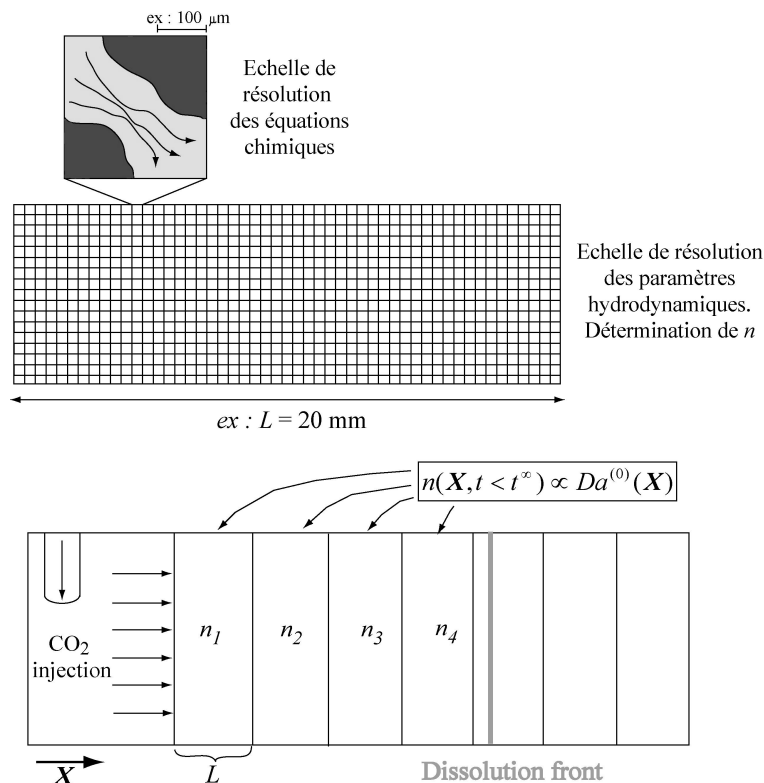 ex : 100 µm
Echelle de
résolution
des équations
chimiques
Echelle de résolution
des paramètres
hydrodynamiques.
Détermination de n
ex : L = 20 mm
n(X, t < t^∞) ∝ Da^(0)(X)
CO₂
injection
n₁
n₂
n₃
n₄
X
L
Dissolution front